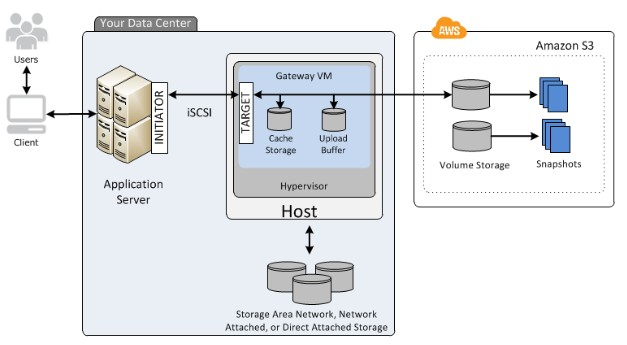 Your Data Center
AWS
Amazon S3
Users
Client
Application
Server
INITIATOR
iSCSI
TARGET
Gateway VM
Cache
Storage
Upload
Buffer
Hypervisor
Host
Storage Area Network, Network
Attached, or Direct Attached Storage
Volume Storage
Snapshots